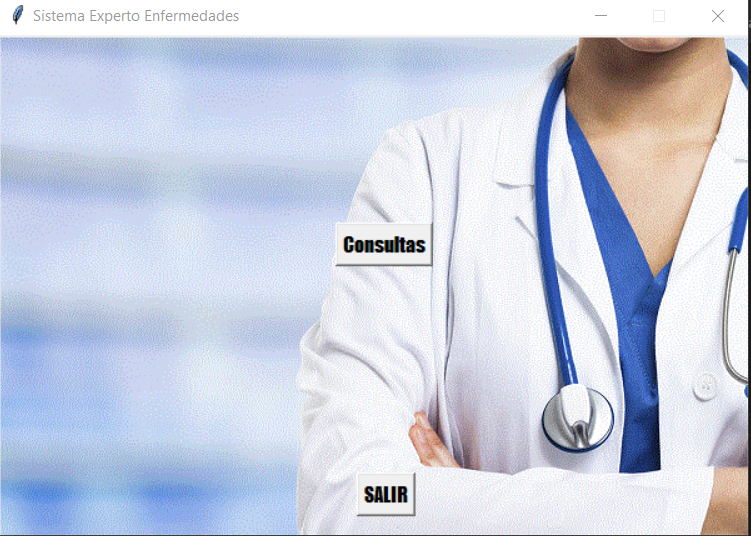 Sistema Experto Enfermedades
Consultas
SALIR